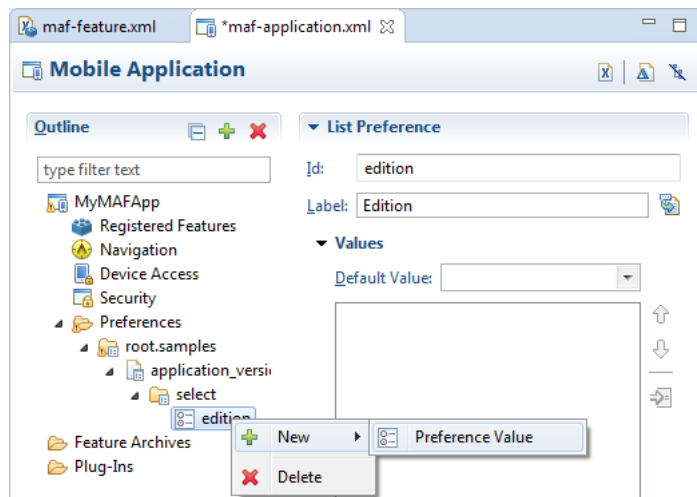 maf-feature.xml
*maf-application.xml
Mobile Application
Outline
type filter text
MyMAFApp
Registered Features
Navigation
Device Access
Security
Preferences
root.samples
application_versi
select
edition
Feature Archives
Plug-Ins
List Preference
Id: edition
Label: Edition
Values
Default Value:
New
Delete
Preference Value